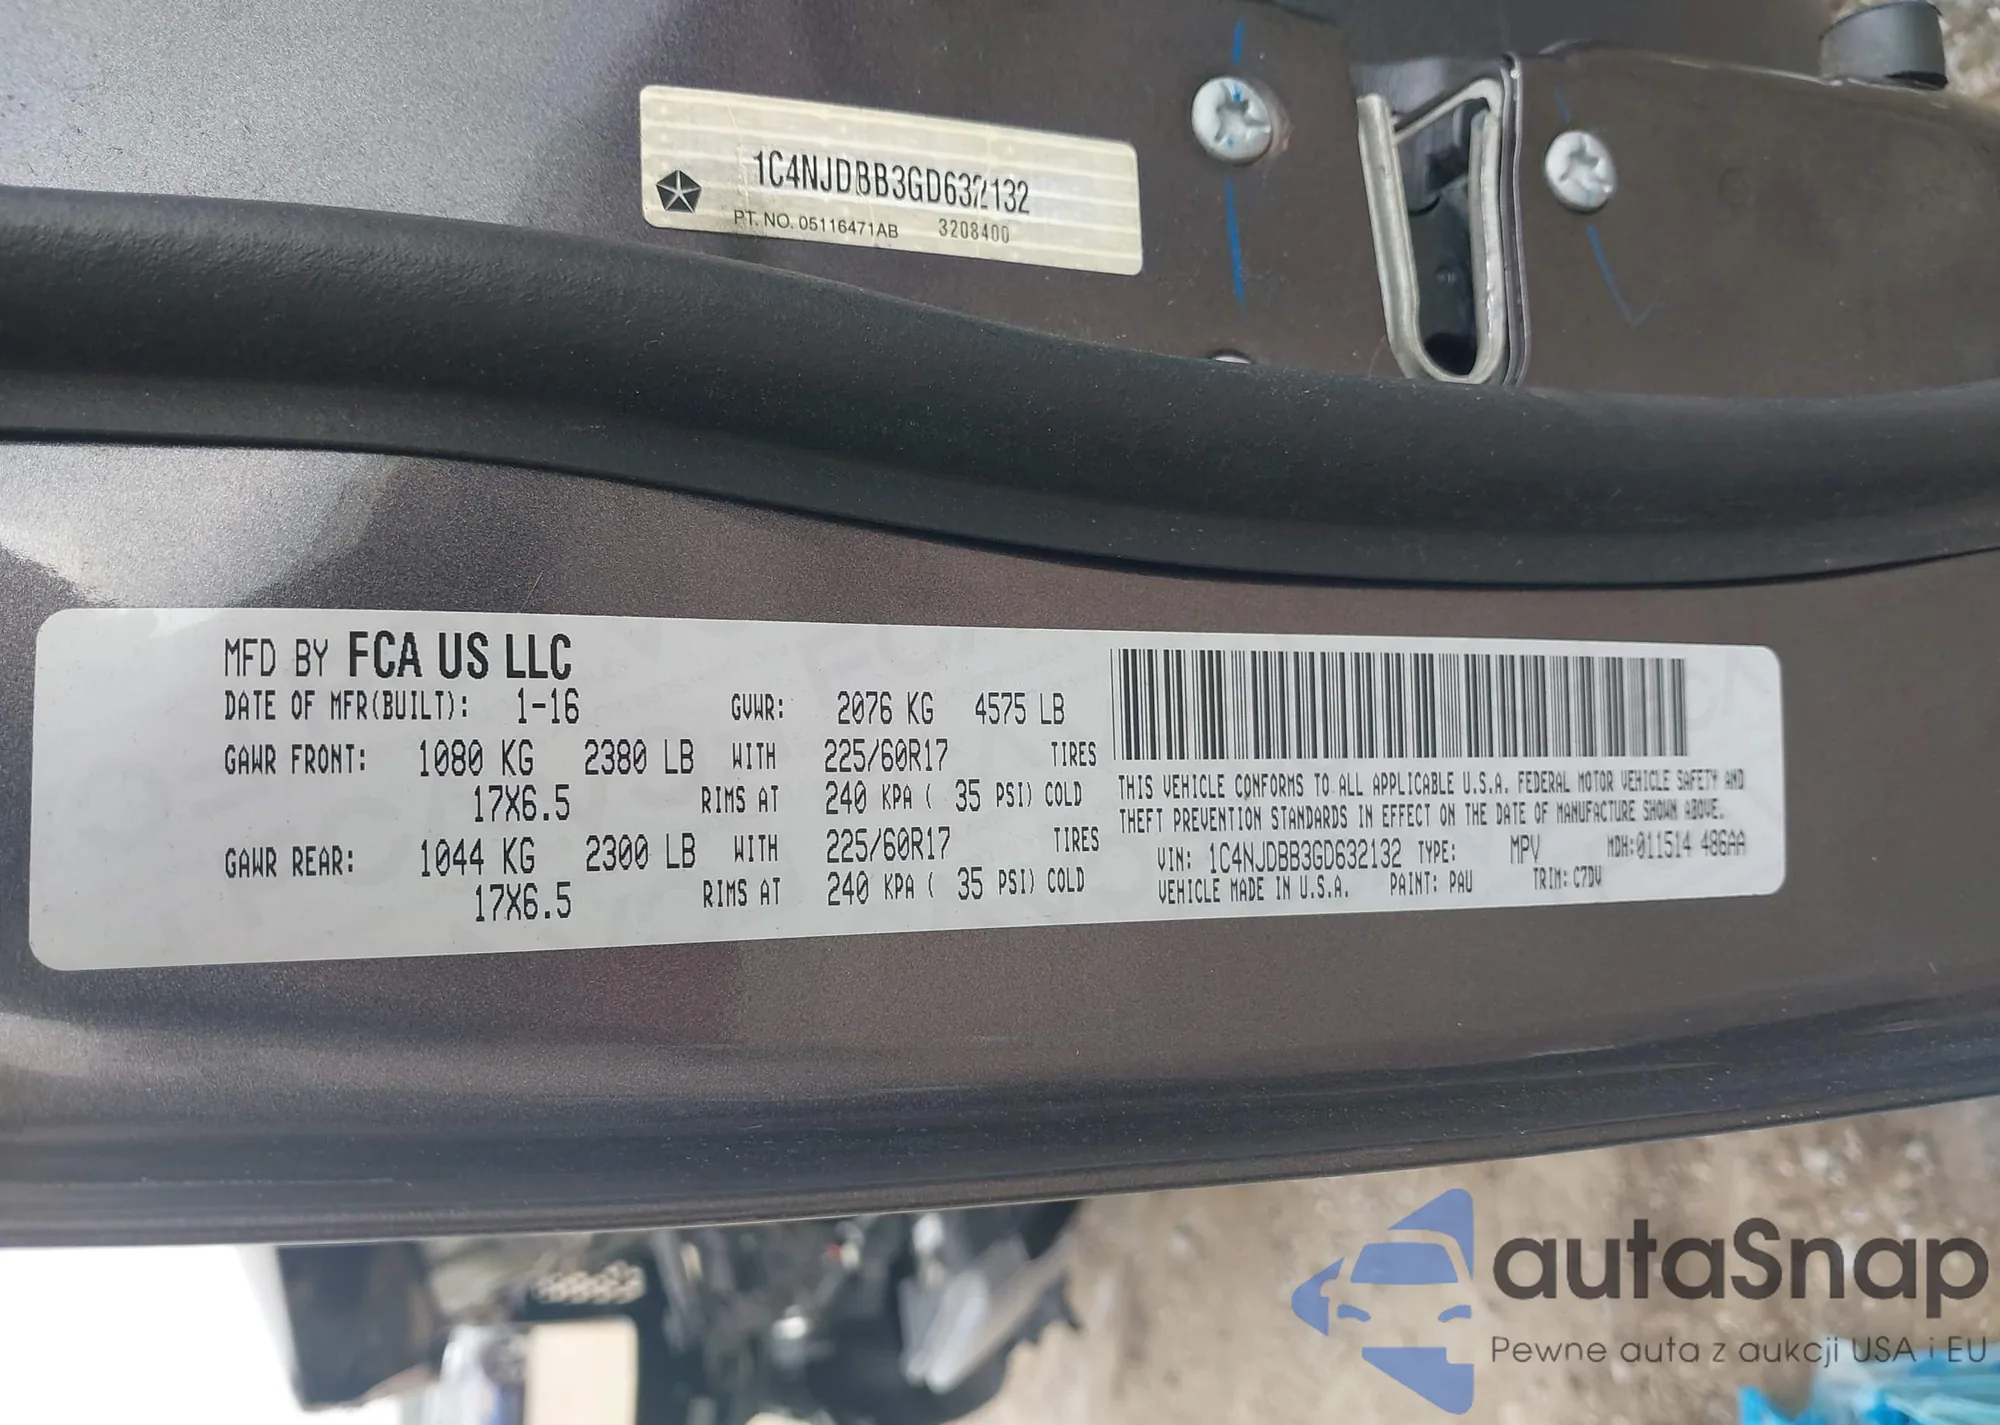 1C4NJDBB3GD632132
PT. NO. 05116471AB 3208400
MFD BY FCA US LLC
DATE OF MFR(BUILT): 1-16 GVWR: 2076 KG 4575 LB
GAWR FRONT: 1080 KG 2380 LB WITH 225/60R17 TIRES
17X6.5 RIMS AT 240 KPA ( 35 PSI) COLD
GAWR REAR: 1044 KG 2300 LB WITH 225/60R17 TIRES
17X6.5 RIMS AT 240 KPA ( 35 PSI) COLD
THIS VEHICLE CONFORMS TO ALL APPLICABLE U.S.A. FEDERAL MOTOR VEHICLE SAFETY AND
THEFT PREVENTION STANDARDS IN EFFECT ON THE DATE OF MANUFACTURE SHOWN ABOVE.
VIN: 1C4NJDBB3GD632132 TYPE: MPV MDH:011514 486AA
VEHICLE MADE IN U.S.A. PAINT: PAU TRIM: C7DV
autaSnap
Pewne auta z aukcji USA i EU